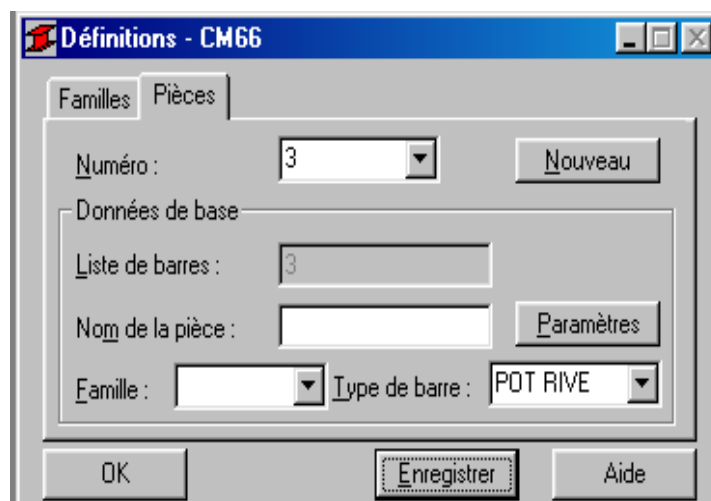 Définitions - CM66
Familles Pièces
Numéro : 3 Nouveau
Données de base
Liste de barres : 3
Nom de la pièce : Paramètres
Famille : Type de barre : POT RIVE
OK Enregistrer Aide